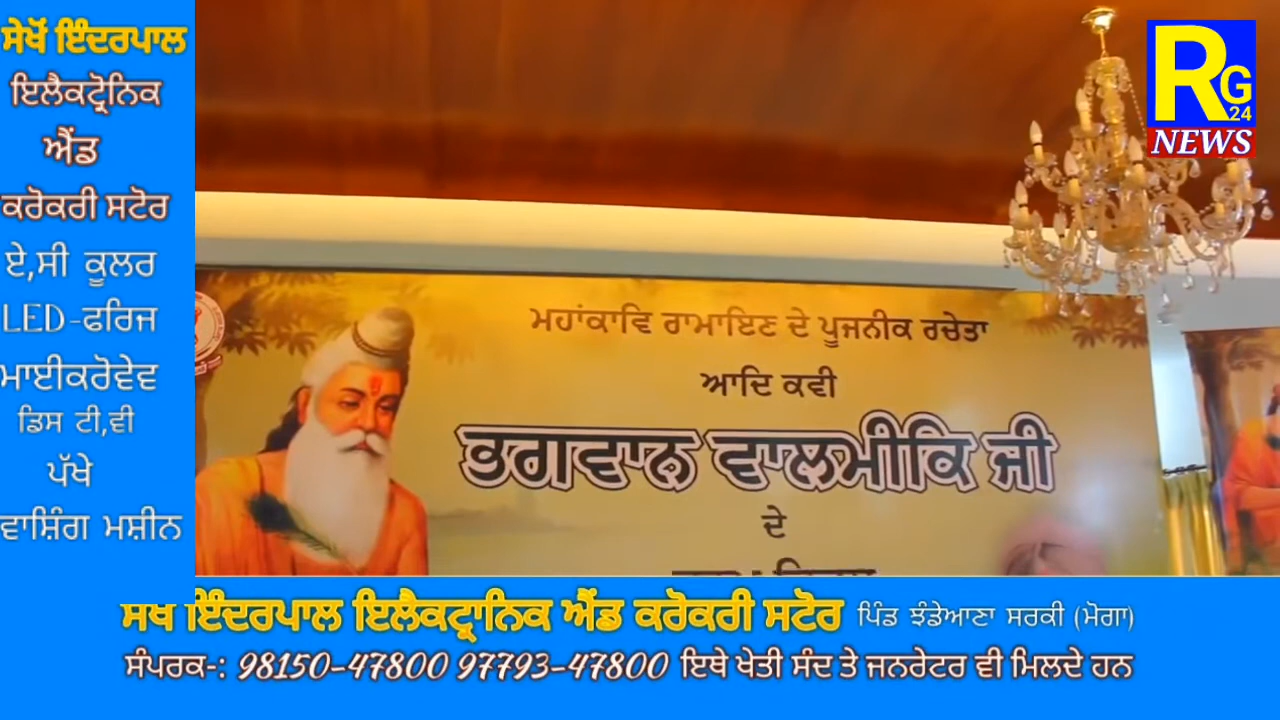 ਸੇਖੋਂ ਇੰਦਰਪਾਲ
ਇਲੈਕਟ੍ਰੋਨਿਕ
ਐਂਡ
ਕਰੋਕਰੀ ਸਟੋਰ
ਏ,ਸੀ ਕੂਲਰ
LED-ਫਰਿਜ
ਮਾਈਕਰੋਵੇਵ
ਡਿਸ ਟੀ,ਵੀ
ਪੱਖੇ
ਵਾਸ਼ਿੰਗ ਮਸ਼ੀਨ
RG
24
NEWS
ਮਹਾਂਕਾਵਿ ਰਾਮਾਇਣ ਦੇ ਪੂਜਨੀਕ ਰਚੇਤਾ
ਆਦਿ ਕਵੀ
ਭਗਵਾਨ ਵਾਲਮੀਕਿ ਜੀ
ਦੇ
ਸਖ ਇੰਦਰਪਾਲ ਇਲੈਕਟ੍ਰਾਨਿਕ ਐਂਡ ਕਰੋਕਰੀ ਸਟੋਰ ਪਿੰਡ ਝੰਡੇਆਣਾ ਸਰਕੀ (ਮੋਗਾ)
ਸੰਪਰਕ-: 98150-47800 97793-47800 ਇਥੇ ਖੇਤੀ ਸੰਦ ਤੇ ਜਨਰੇਟਰ ਵੀ ਮਿਲਦੇ ਹਨ